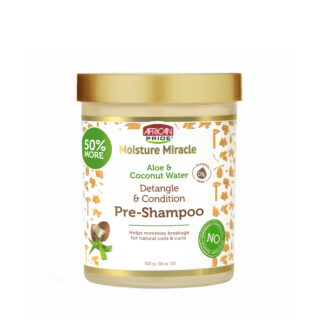 50%
MORE
AFRICAN
PRIDE
Moisture Miracle
Aloe &
Coconut Water
Detangle
& Condition
Pre-Shampoo
Helps minimize breakage
for natural coils & curls
NO